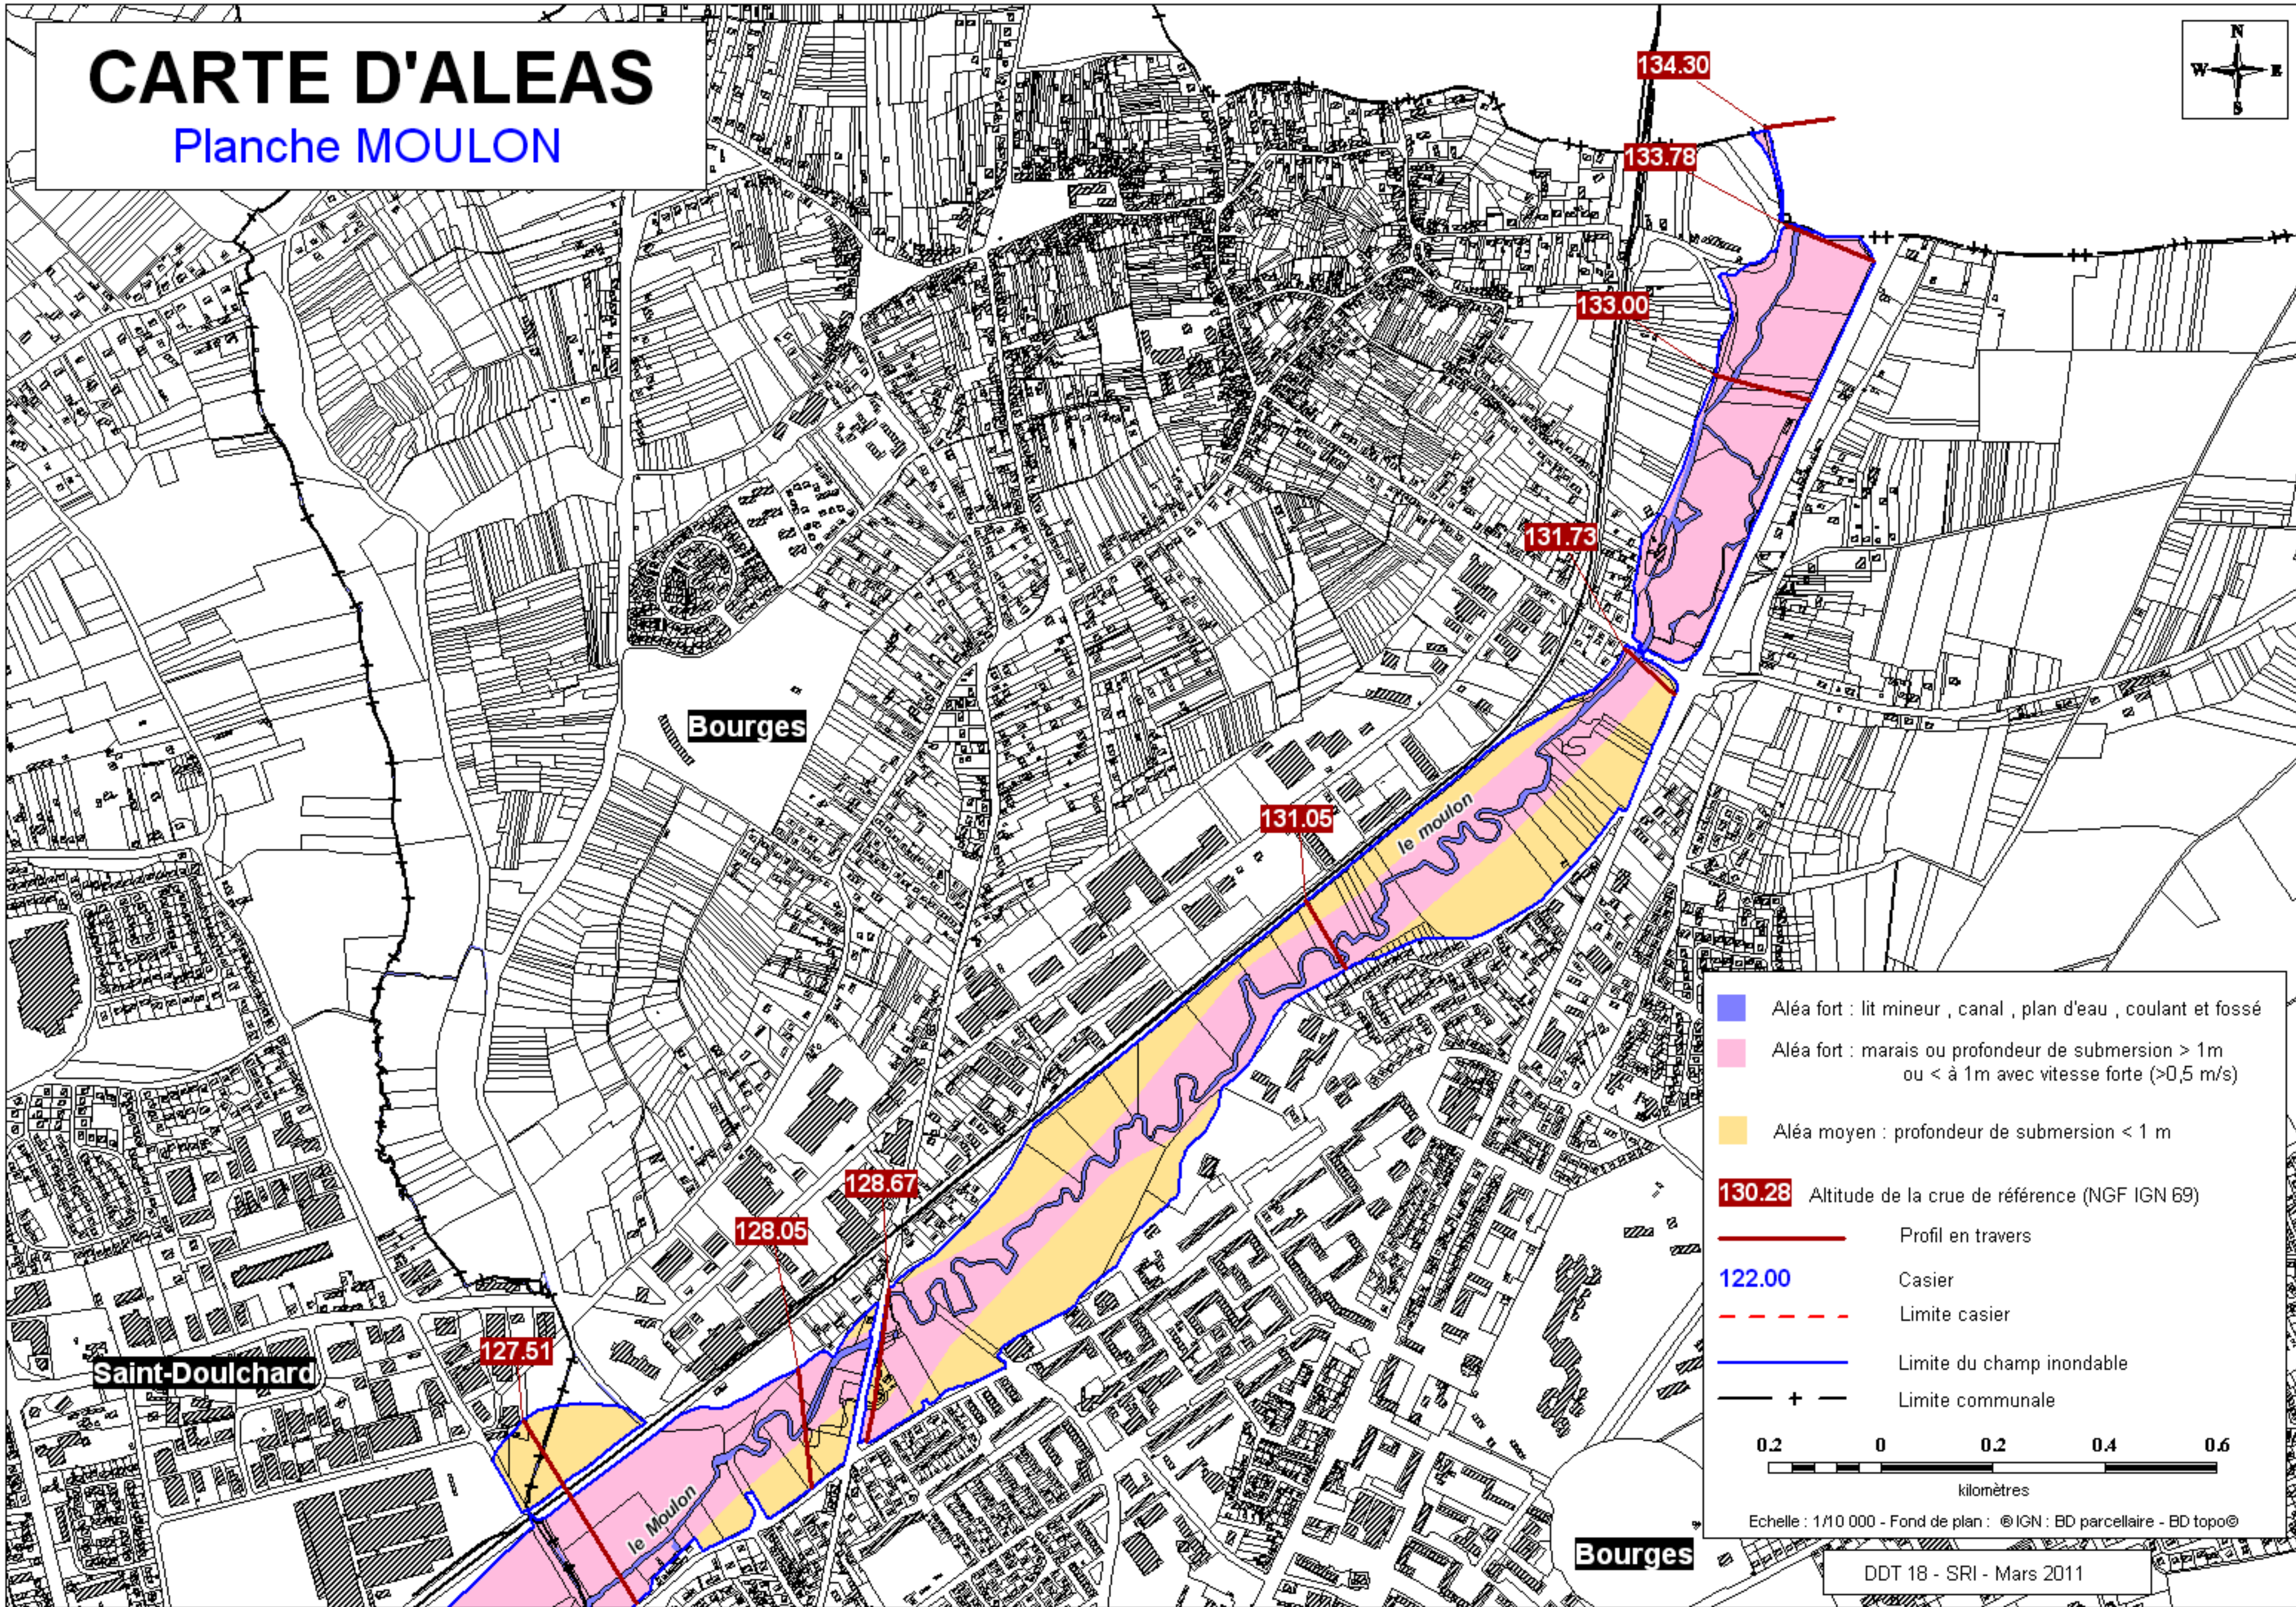 CARTE D'ALEAS
Planche MOULON
N
W E
S
134.30
133.78
133.00
131.73
Bourges
131.05
le moulon
128.67
128.05
127.51
Saint-Doulchard
le Moulon
Bourges
Aléa fort : lit mineur , canal , plan d'eau , coulant et fossé
Aléa fort : marais ou profondeur de submersion > 1m
ou < à 1m avec vitesse forte (>0,5 m/s)
Aléa moyen : profondeur de submersion < 1 m
130.28 Altitude de la crue de référence (NGF IGN 69)
Profil en travers
122.00 Casier
Limite casier
Limite du champ inondable
Limite communale
0.2 0 0.2 0.4 0.6
kilomètres
Echelle : 1/10 000 - Fond de plan : ®IGN : BD parcellaire - BD topo©
DDT 18 - SRI - Mars 2011